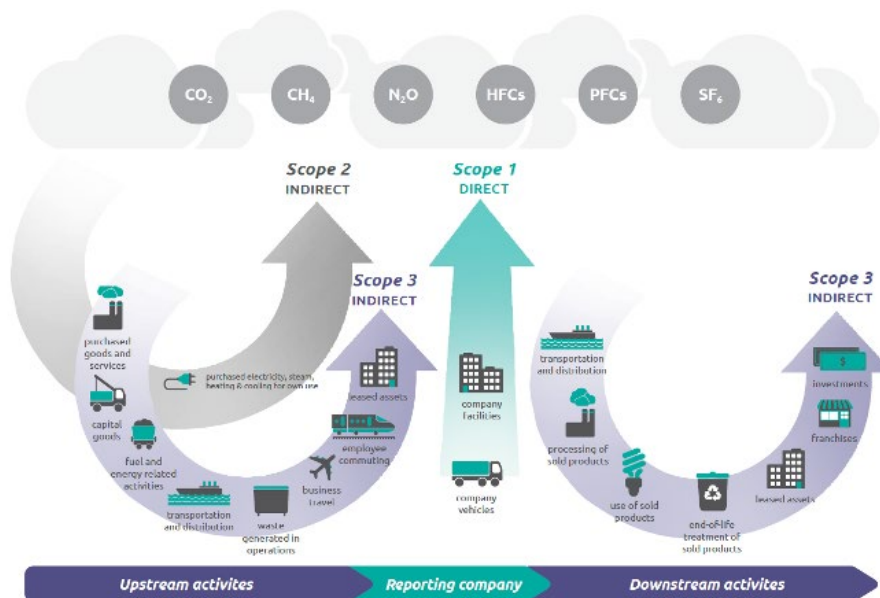 CO₂
CH₄
N₂O
HFCs
PFCs
SF₆
Scope 2
INDIRECT
Scope 1
DIRECT
Scope 3
INDIRECT
Scope 3
INDIRECT
purchased
goods and
services
capital
goods
fuel and
energy related
activities
transportation
and distribution
waste
generated in
operations
business
travel
employee
commuting
leased assets
purchased electricity, steam,
heating & cooling for own use
company
facilities
company
vehicles
transportation
and distribution
processing of
sold products
use of sold
products
end-of-life
treatment of
sold products
leased assets
franchises
investments
$
Upstream activites
Reporting company
Downstream activites